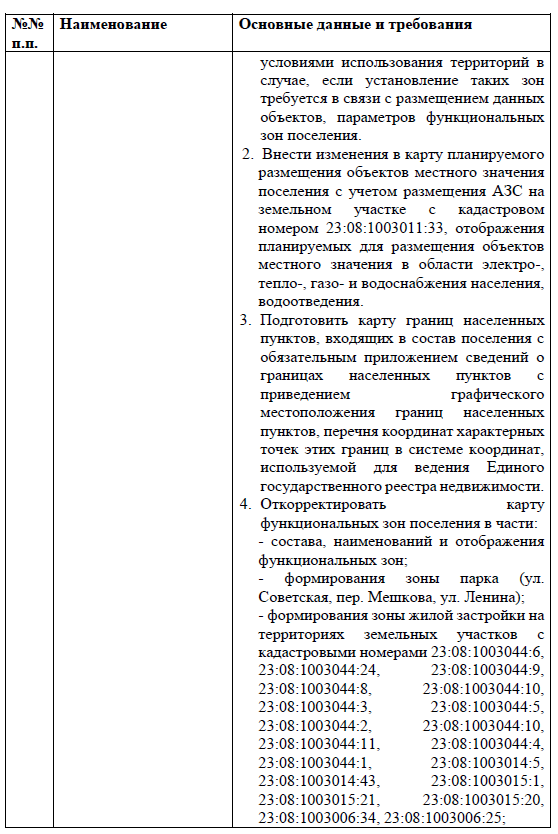 №№ п.п.
Наименование
Основные данные и требования
условиями использования территорий в
случае, если установление таких зон
требуется в связи с размещением данных
объектов, параметров функциональных
зон поселения.
2. Внести изменения в карту планируемого
размещения объектов местного значения
поселения с учетом размещения АЗС на
земельном участке с кадастровом
номером 23:08:1003011:33, отображения
планируемых для размещения объектов
местного значения в области электро-,
тепло-, газо- и водоснабжения населения,
водоотведения.
3. Подготовить карту границ населенных
пунктов, входящих в состав поселения с
обязательным приложением сведений о
границах населенных пунктов с
приведением графического
местоположения границ населенных
пунктов, перечня координат характерных
точек этих границ в системе координат,
используемой для ведения Единого
государственного реестра недвижимости.
4. Откорректировать карту
функциональных зон поселения в части:
- состава, наименований и отображения
функциональных зон;
- формирования зоны парка (ул.
Советская, пер. Мешкова, ул. Ленина);
- формирования зоны жилой застройки на
территориях земельных участков с
кадастровыми номерами 23:08:1003044:6,
23:08:1003044:24, 23:08:1003044:9,
23:08:1003044:8, 23:08:1003044:10,
23:08:1003044:3, 23:08:1003044:5,
23:08:1003044:2, 23:08:1003044:10,
23:08:1003044:11, 23:08:1003044:4,
23:08:1003044:1, 23:08:1003014:5,
23:08:1003014:43, 23:08:1003015:1,
23:08:1003015:21, 23:08:1003015:20,
23:08:1003006:34, 23:08:1003006:25;